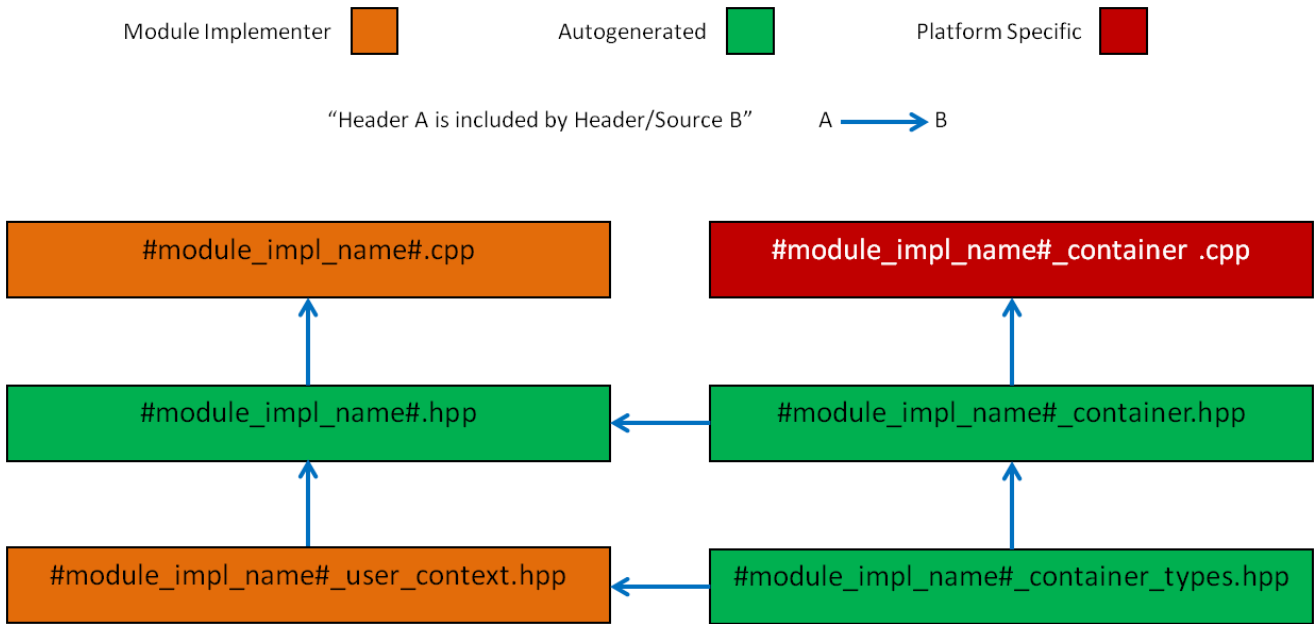 Module Implementer
Autogenerated
Platform Specific
“Header A is included by Header/Source B”
A
B
#module_impl_name#.cpp
#module_impl_name#_container .cpp
#module_impl_name#.hpp
#module_impl_name#_container.hpp
#module_impl_name#_user_context.hpp
#module_impl_name#_container_types.hpp